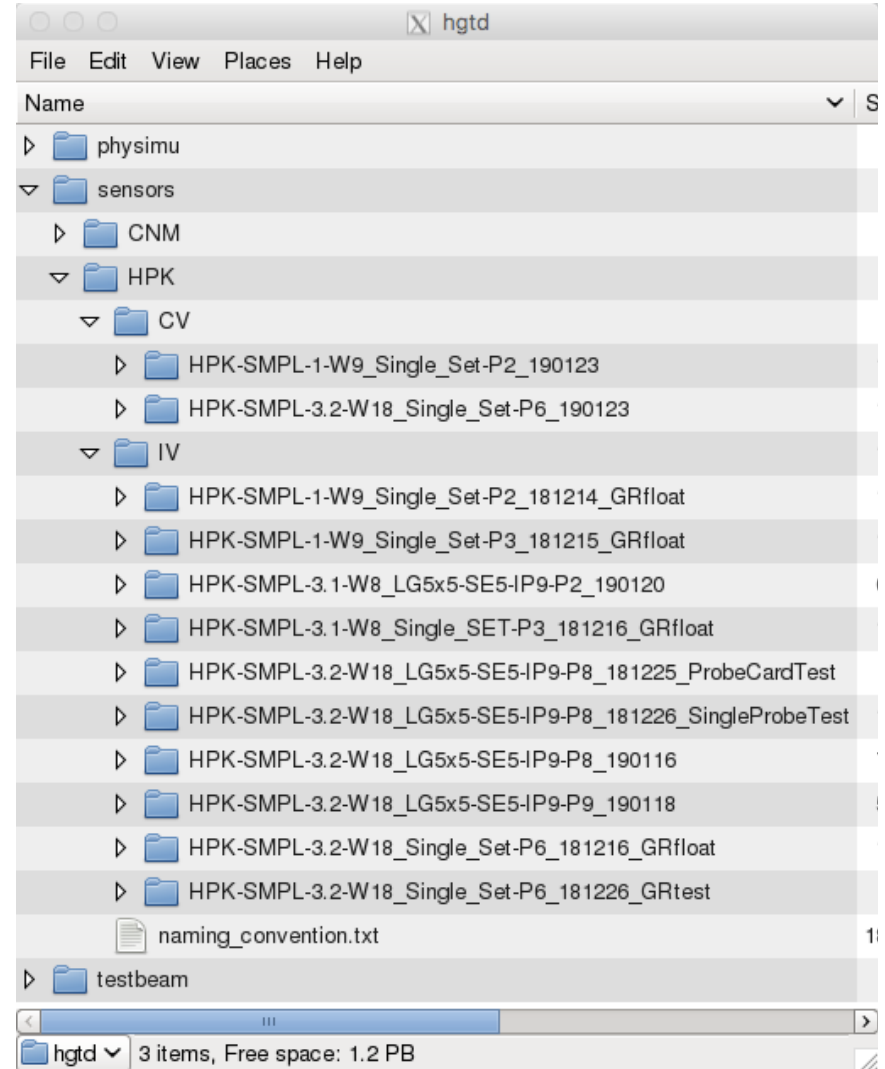 hgtd
File Edit View Places Help
Name S
physimu
sensors
CNM
HPK
CV
HPK-SMPL-1-W9_Single_Set-P2_190123
HPK-SMPL-3.2-W18_Single_Set-P6_190123
IV
HPK-SMPL-1-W9_Single_Set-P2_181214_GRfloat
HPK-SMPL-1-W9_Single_Set-P3_181215_GRfloat
HPK-SMPL-3.1-W8_LG5x5-SE5-IP9-P2_190120
HPK-SMPL-3.1-W8_Single_SET-P3_181216_GRfloat
HPK-SMPL-3.2-W18_LG5x5-SE5-IP9-P8_181225_ProbeCardTest
HPK-SMPL-3.2-W18_LG5x5-SE5-IP9-P8_181226_SingleProbeTest
HPK-SMPL-3.2-W18_LG5x5-SE5-IP9-P8_190116
HPK-SMPL-3.2-W18_LG5x5-SE5-IP9-P9_190118
HPK-SMPL-3.2-W18_Single_Set-P6_181216_GRfloat
HPK-SMPL-3.2-W18_Single_Set-P6_181226_GRtest
naming_convention.txt
testbeam
hgtd 3 items, Free space: 1.2 PB